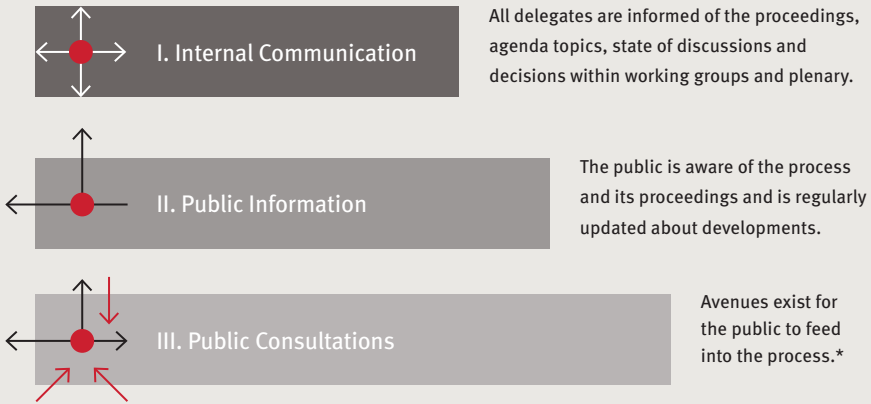 I. Internal Communication
All delegates are informed of the proceedings,
agenda topics, state of discussions and
decisions within working groups and plenary.
II. Public Information
The public is aware of the process
and its proceedings and is regularly
updated about developments.
III. Public Consultations
Avenues exist for
the public to feed
into the process.*